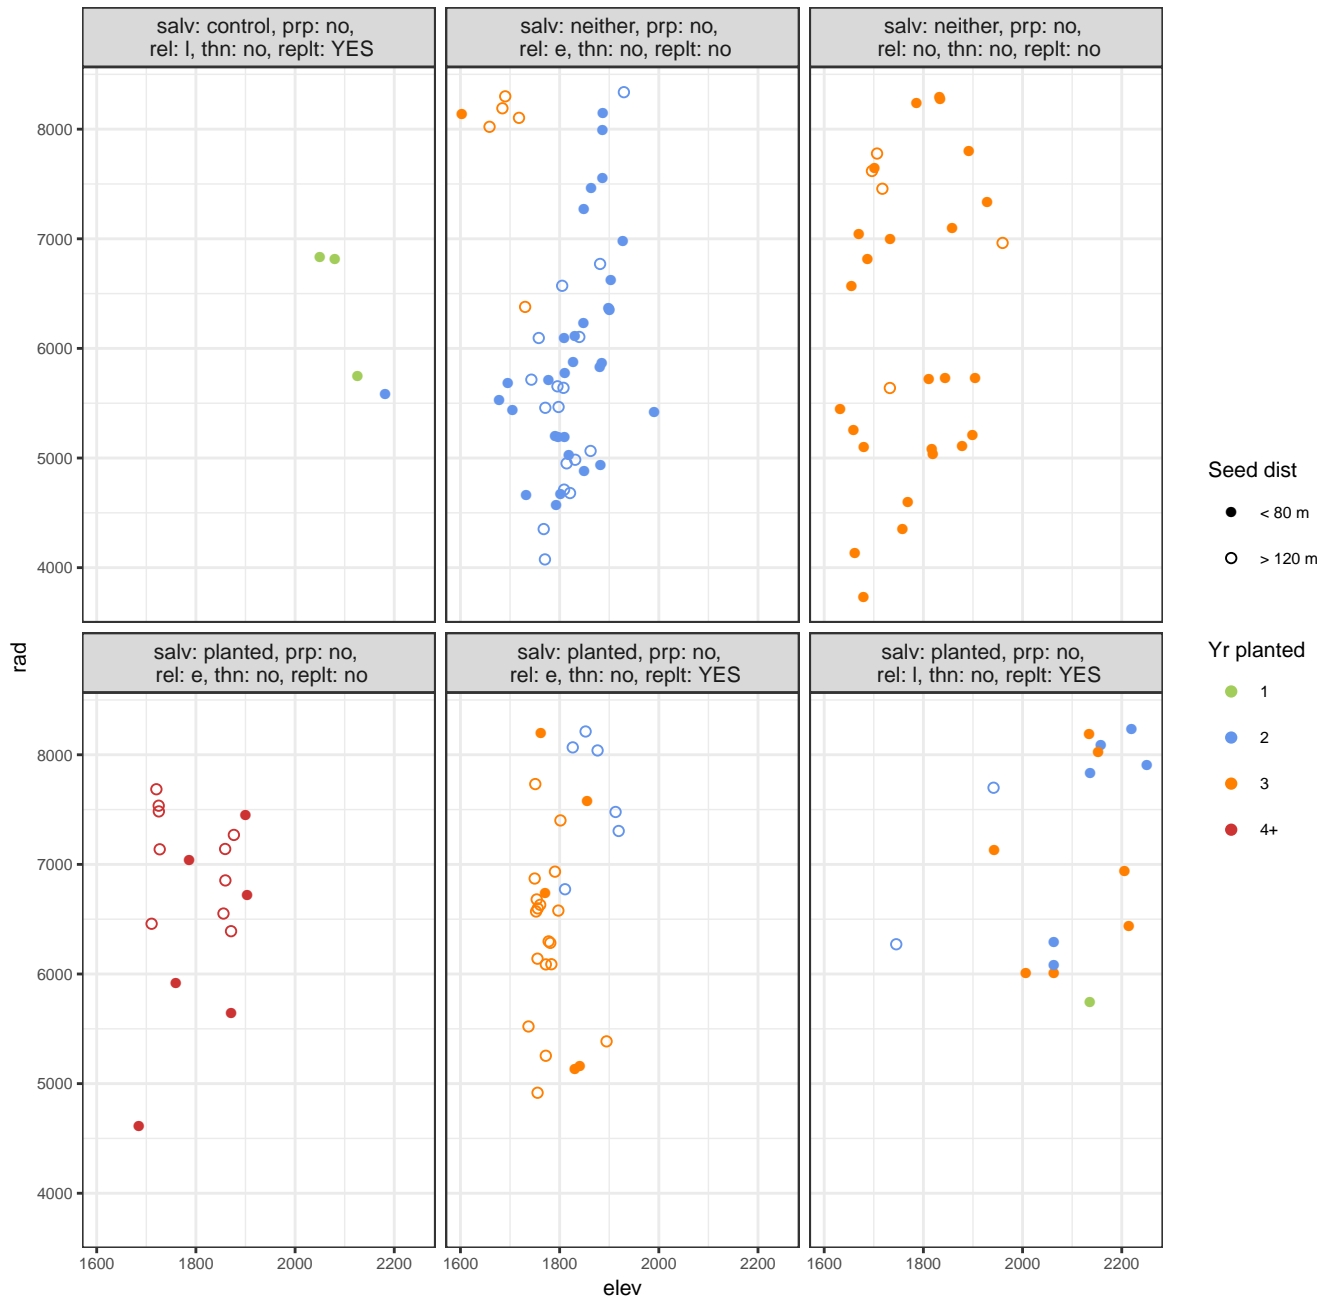 salv: control, prp: no,
rel: l, thn: no, replt: YES
salv: neither, prp: no,
rel: e, thn: no, replt: no
salv: neither, prp: no,
rel: no, thn: no, replt: no
8000
7000
6000
5000
4000
rad
salv: planted, prp: no,
rel: e, thn: no, replt: no
salv: planted, prp: no,
rel: e, thn: no, replt: YES
salv: planted, prp: no,
rel: l, thn: no, replt: YES
8000
7000
6000
5000
4000
1600 1800 2000 2200
1600 1800 2000 2200
1600 1800 2000 2200
elev
Seed dist
< 80 m
> 120 m
Yr planted
1
2
3
4+